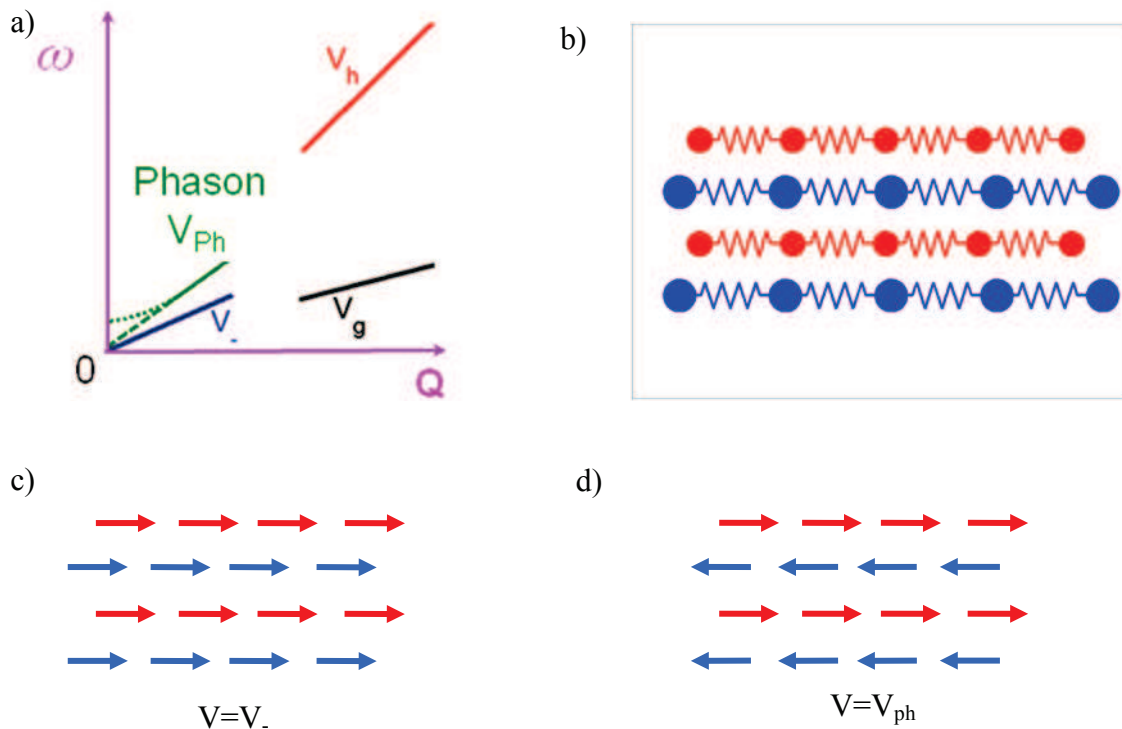 a)
ω
V_h
Phason
V_Ph
V_-
V_g
0
Q
b)
c)
V=V_-
d)
V=V_ph